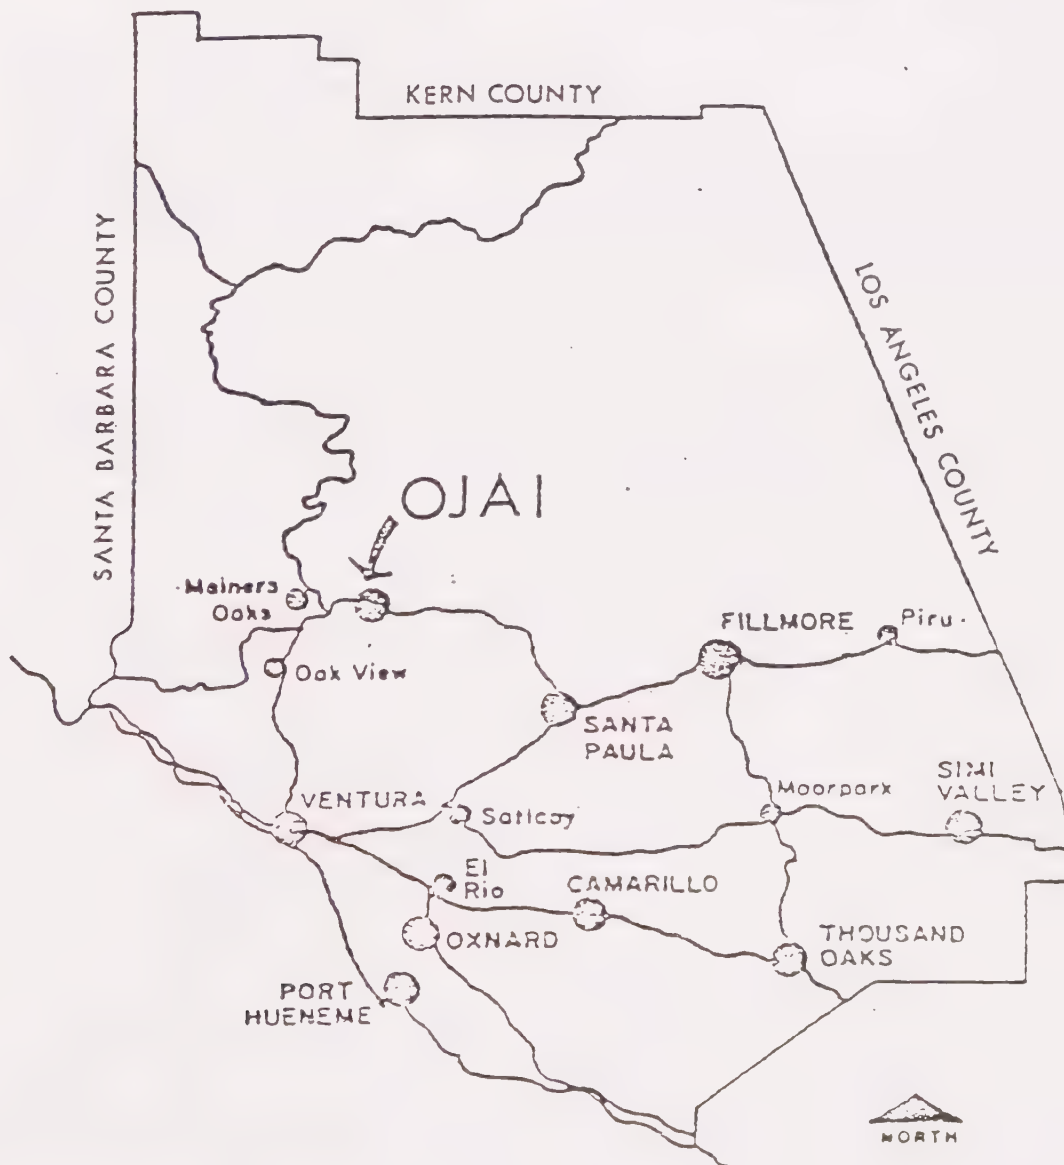 KERN COUNTY
SANTA BARBARA COUNTY
LOS ANGELES COUNTY
OJAI
Meiners
Oaks
Oak View
FILLMORE
Piru
SANTA
PAULA
SIMI
VALLEY
Moorpark
VENTURA
Saticoy
El
Rio
CAMARILLO
OXNARD
THOUSAND
OAKS
PORT
HUENEME
NORTH